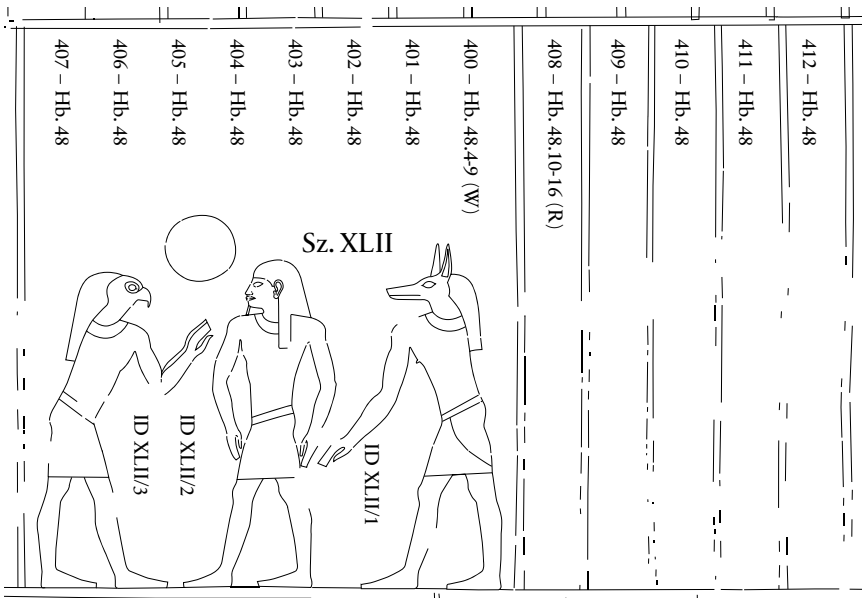 407 – Hb. 48
406 – Hb. 48
405 – Hb. 48
404 – Hb. 48
403 – Hb. 48
402 – Hb. 48
401 – Hb. 48
400 – Hb. 48.4-9 (W)
408 – Hb. 48.10-16 (R)
409 – Hb. 48
410 – Hb. 48
411 – Hb. 48
412 – Hb. 48
Sz. XLII
ID XLII/3
ID XLII/2
ID XLII/1